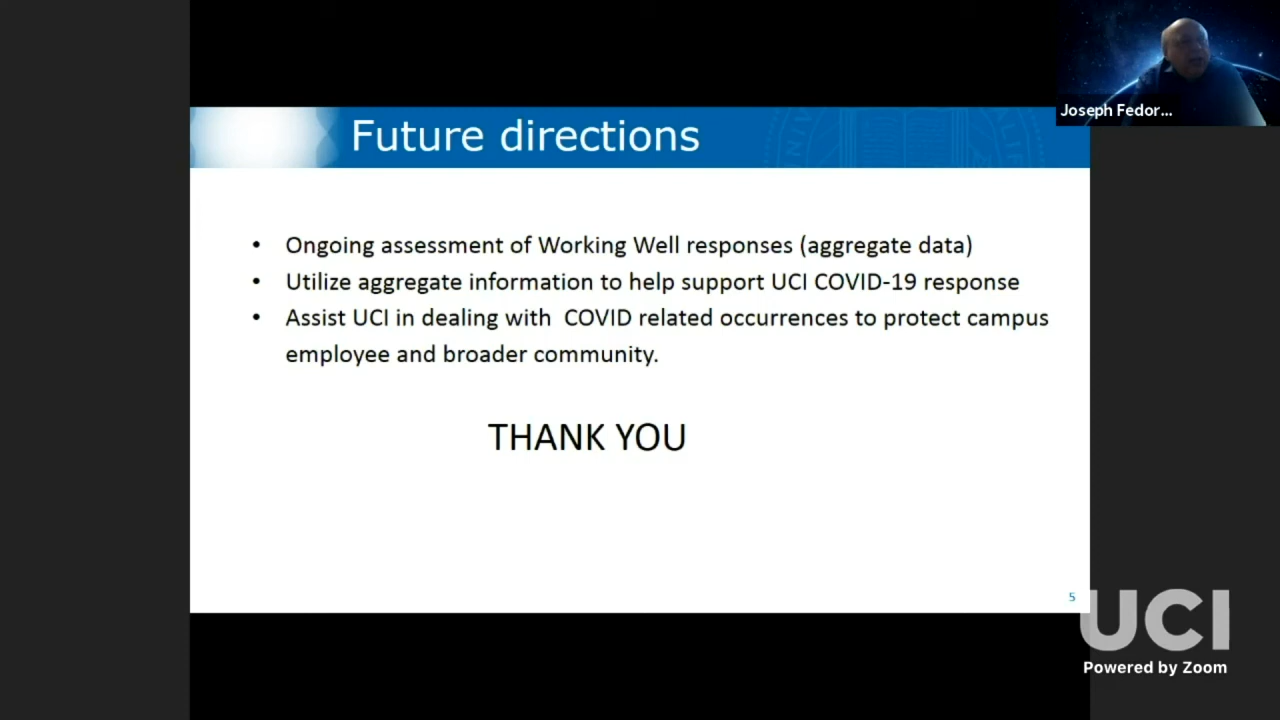 Joseph Fedor...
Future directions
• Ongoing assessment of Working Well responses (aggregate data)
• Utilize aggregate information to help support UCI COVID-19 response
• Assist UCI in dealing with  COVID related occurrences to protect campus
employee and broader community.
THANK YOU
5
UCI
Powered by Zoom